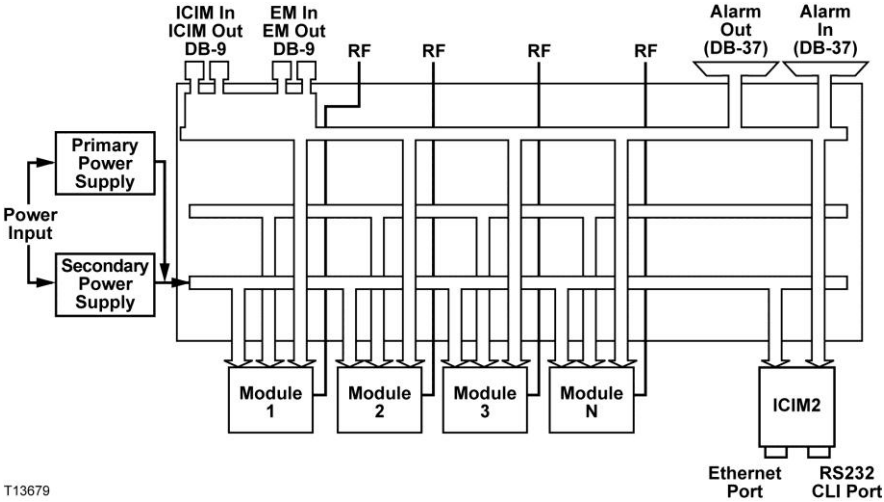 ICIM In
ICIM Out
DB-9
EM In
EM Out
DB-9
RF
RF
RF
RF
Alarm
Out
(DB-37)
Alarm
In
(DB-37)
Primary
Power
Supply
Power
Input
Secondary
Power
Supply
Module
1
Module
2
Module
3
Module
N
ICIM2
Ethernet
Port
RS232
CLI Port
T13679